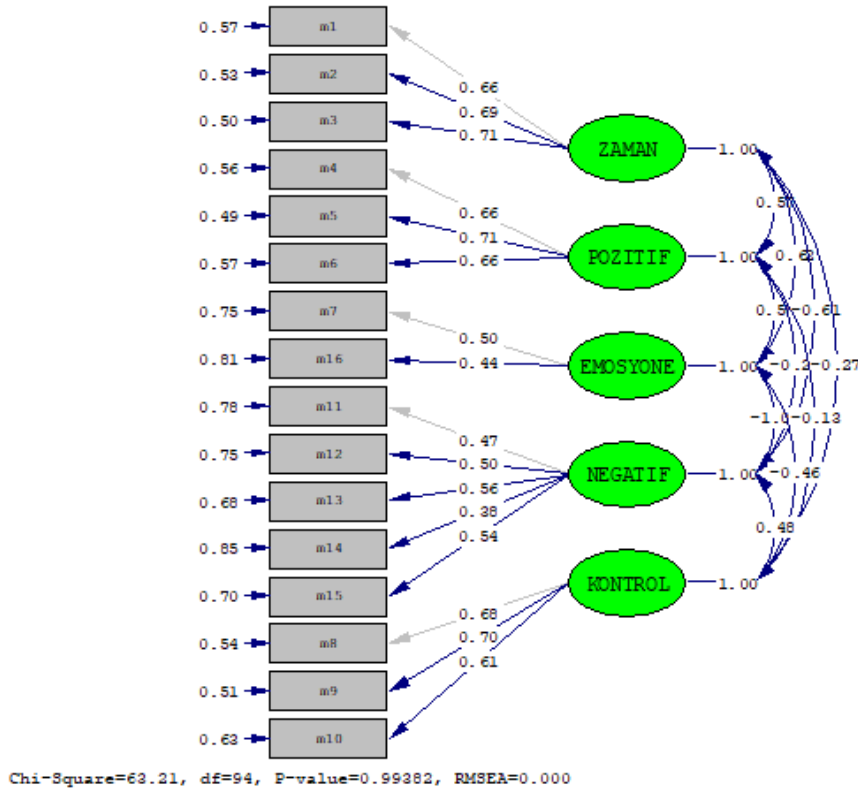 0.57 m1
0.53 m2
0.50 m3
0.56 m4
0.49 m5
0.57 m6
0.75 m7
0.81 m16
0.78 m11
0.75 m12
0.68 m13
0.85 m14
0.70 m15
0.54 m8
0.51 m9
0.63 m10
0.66
0.69
0.71
0.66
0.71
0.66
0.50
0.44
0.47
0.50
0.56
0.38
0.54
0.68
0.70
0.61
ZAMAN 1.00
POZITIF 1.00
EMOSYONE 1.00
NEGATIF 1.00
KONTROL 1.00
0.62
-0.61
-0.27
-0.13
-0.46
0.48
Chi-Square=63.21, df=94, P-value=0.99382, RMSEA=0.000